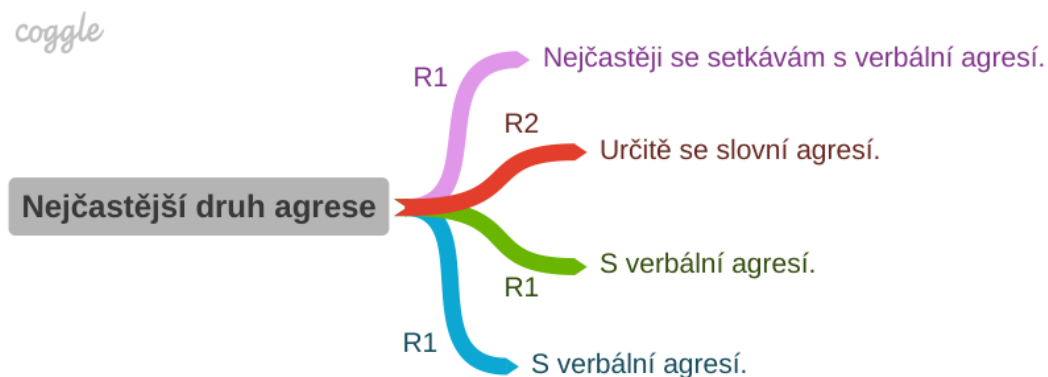 coggle
R1
Nejčastěji se setkávám s verbální agresí.
R2
Určitě se slovní agresí.
Nejčastější druh agrese
S verbální agresí.
R1
R1
S verbální agresí.